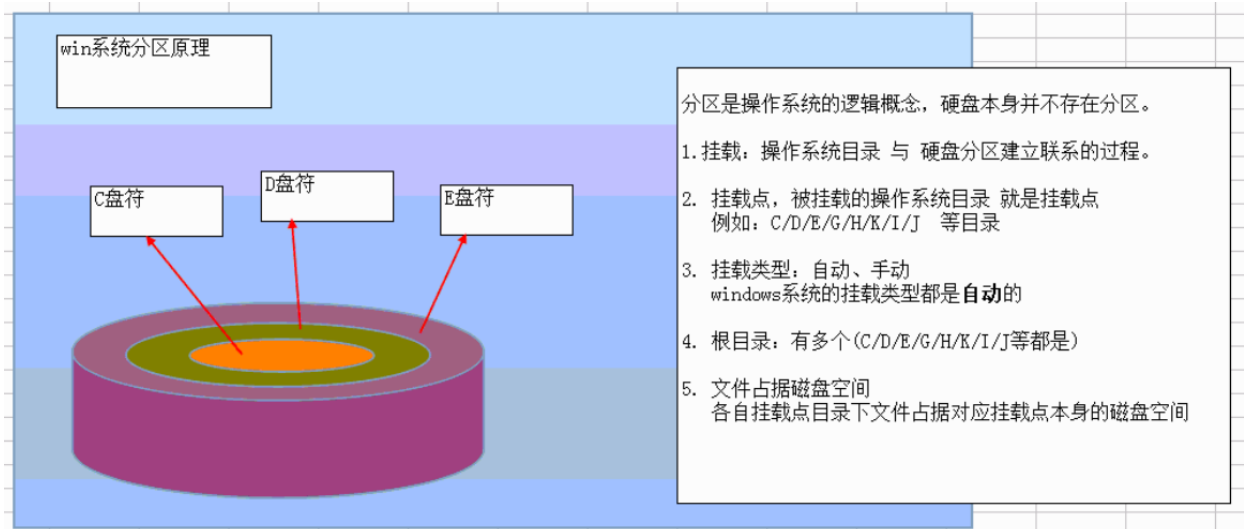 win系统分区原理
C盘符
D盘符
E盘符
分区是操作系统的逻辑概念，硬盘本身并不存在分区。
1.挂载：操作系统目录 与 硬盘分区建立联系的过程。
2. 挂载点，被挂载的操作系统目录 就是挂载点
例如：C/D/E/G/H/K/I/J 等目录
3. 挂载类型：自动、手动
windows系统的挂载类型都是自动的
4. 根目录：有多个(C/D/E/G/H/K/I/J等都是)
5. 文件占据磁盘空间
各自挂载点目录下文件占据对应挂载点本身的磁盘空间